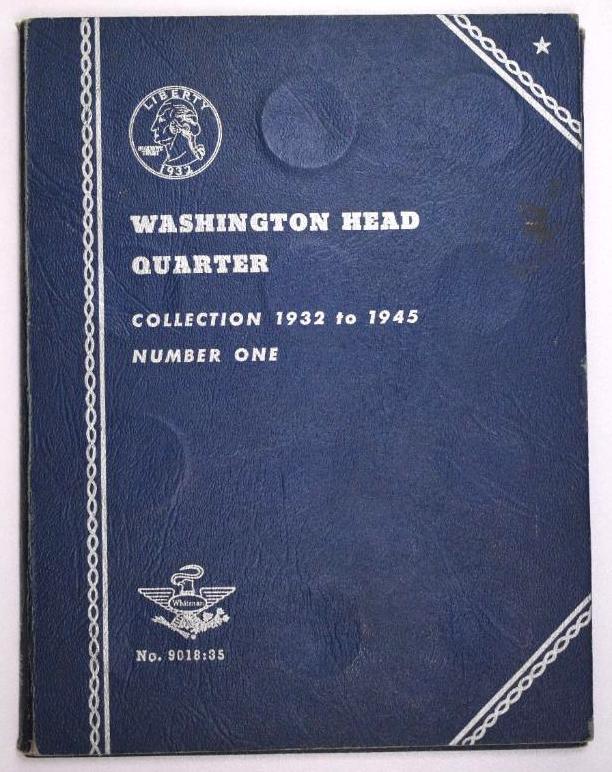 LIBERTY
1932
WASHINGTON HEAD
QUARTER
COLLECTION 1932 to 1945
NUMBER ONE
Whitman
No. 9018:35